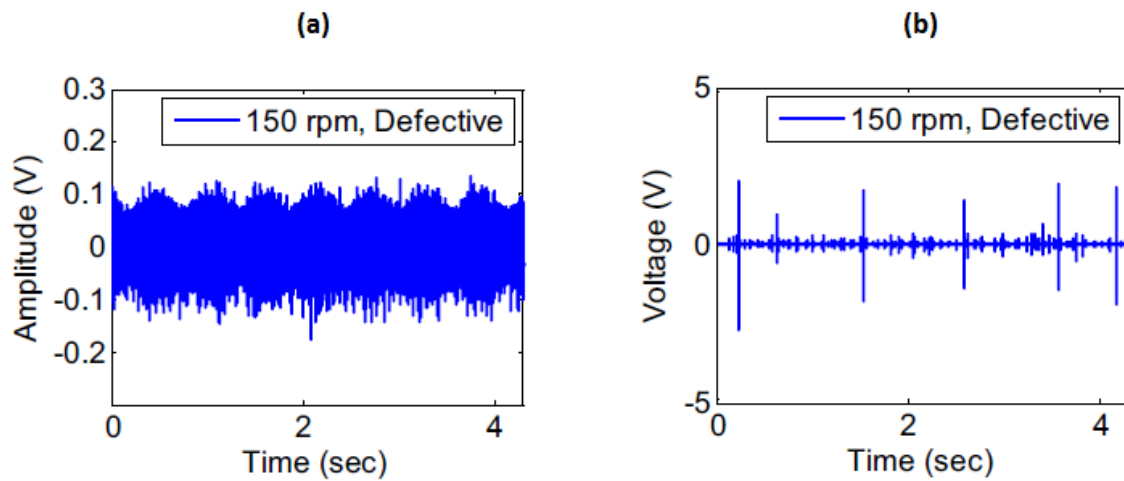 (a)
0.3
150 rpm, Defective
0.2
0.1
0
-0.1
-0.2
Amplitude (V)
0
2
4
Time (sec)
(b)
5
150 rpm, Defective
0
-5
Voltage (V)
0
2
4
Time (sec)